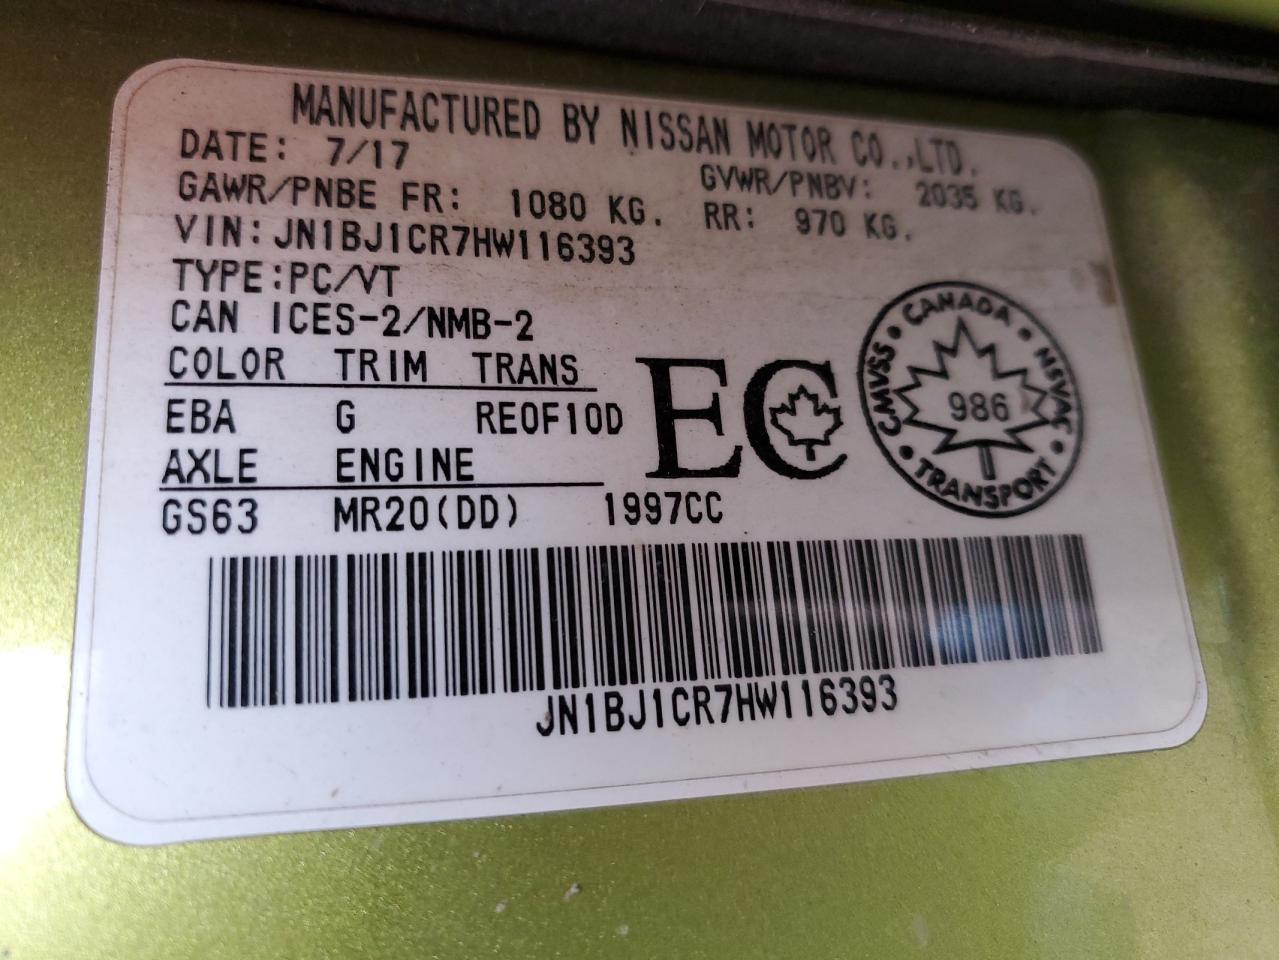 MANUFACTURED BY NISSAN MOTOR CO.,LTD.
DATE: 7/17 GVWR/PNBV: 2035 KG.
GAWR/PNBE FR: 1080 KG. RR: 970 KG.
VIN:JN1BJ1CR7HW116393
TYPE:PC/VT
CAN ICES-2/NMB-2
COLOR TRIM TRANS
EBA G RE0F10D
AXLE ENGINE
GS63 MR20(DD) 1997CC
EC
CANADA
CMVSS
NSVAC
986
TRANSPORT
JN1BJ1CR7HW116393